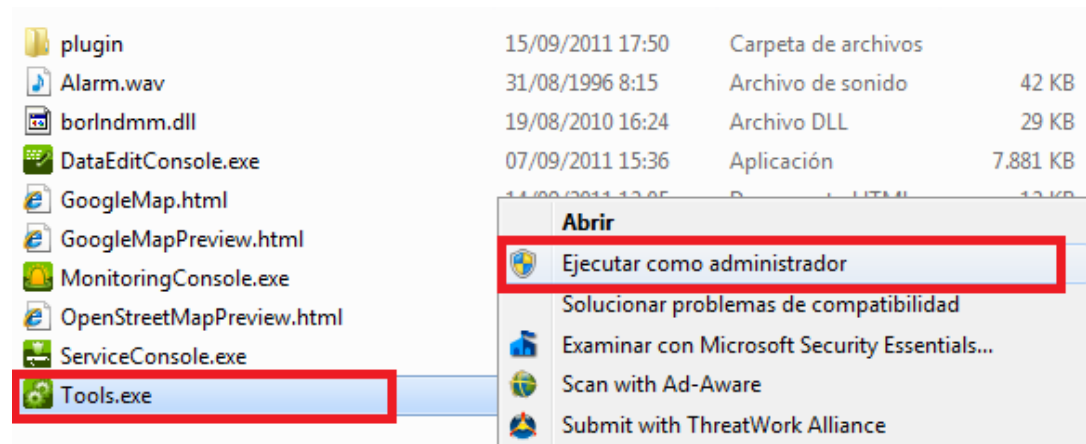 plugin 15/09/2011 17:50 Carpeta de archivos
Alarm.wav 31/08/1996 8:15 Archivo de sonido 42 KB
borlndmm.dll 19/08/2010 16:24 Archivo DLL 29 KB
DataEditConsole.exe 07/09/2011 15:36 Aplicación 7.881 KB
GoogleMap.html
GoogleMapPreview.html
MonitoringConsole.exe
OpenStreetMapPreview.html
ServiceConsole.exe
Tools.exe
Abrir
Ejecutar como administrador
Solucionar problemas de compatibilidad
Examinar con Microsoft Security Essentials...
Scan with Ad-Aware
Submit with ThreatWork Alliance